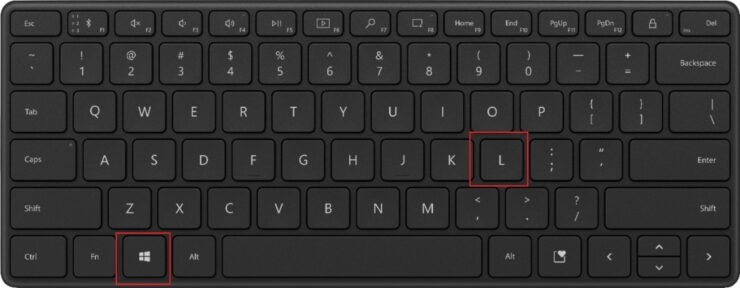 Esc F1 F2 F3 F4 F5 F6 F7 F8 Home F9 End F10 PgUp F11 PgDn F12 Del
~ ! @ # $ % ^ & * ( ) — +
` 1 2 3 4 5 6 7 8 9 0 - = Backspace
Tab Q W E R T Y U I O P { [ } ] | \
Caps A S D F G H J K L : ; " ' Enter
Shift Z X C V B N M < , > . ? / Shift
Ctrl Fn Alt Alt